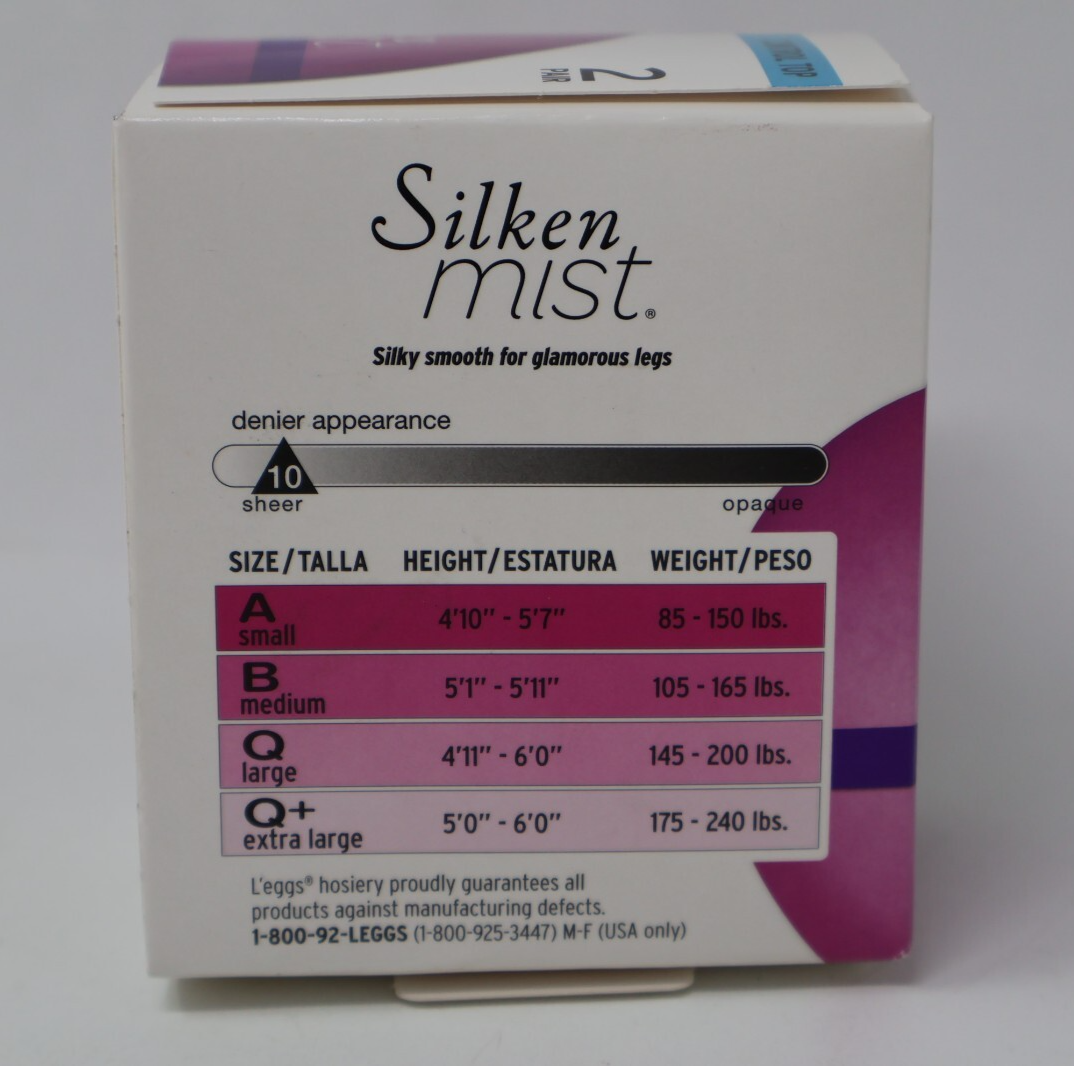 2
PAIR
TOP
Silken
mist®
Silky smooth for glamorous legs
denier appearance
10
sheer opaque
SIZE/TALLA HEIGHT/ESTATURA WEIGHT/PESO
A
small 4'10" - 5'7" 85 - 150 lbs.
B
medium 5'1" - 5'11" 105 - 165 lbs.
Q
large 4'11" - 6'0" 145 - 200 lbs.
Q+
extra large 5'0" - 6'0" 175 - 240 lbs.
L'eggs® hosiery proudly guarantees all
products against manufacturing defects.
1-800-92-LEGGS (1-800-925-3447) M-F (USA only)